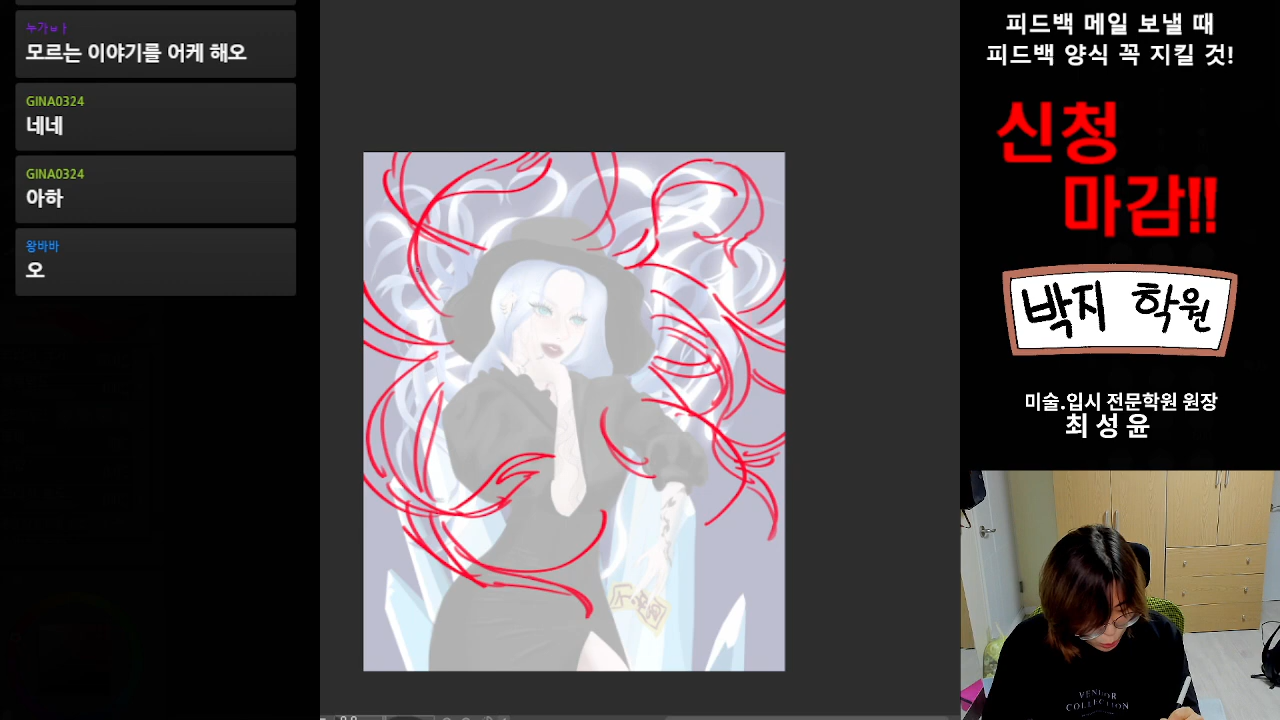 누가ㅂㅏ
모르는 이야기를 어케 해오
GINA0324
네네
GINA0324
아하
왕바바
오
피드백 메일 보낼 때
피드백 양식 꼭 지킬 것!
신청
마감!!
박지 학원
미술.입시 전문학원 원장
최성윤
VENDOR
COLLECTION